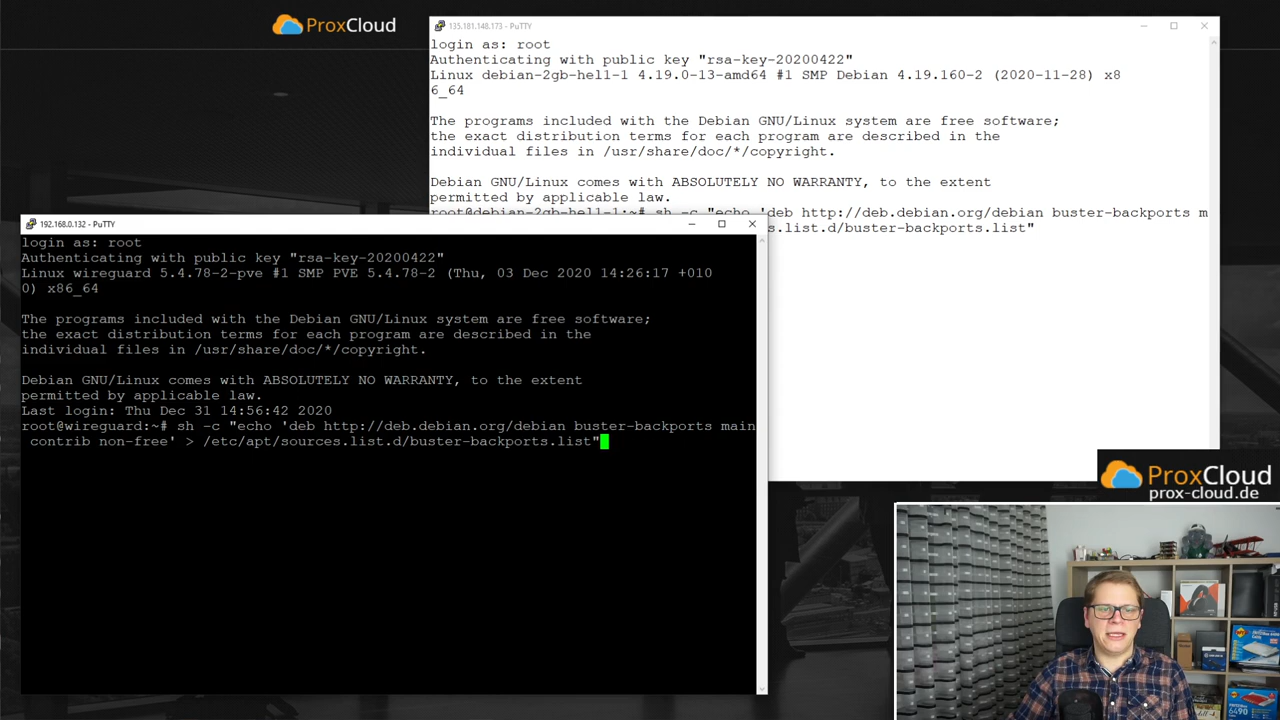 ProxCloud
135.181.148.173 - PuTTY
login as: root
Authenticating with public key "rsa-key-20200422"
Linux debian-2gb-hel1-1 4.19.0-13-amd64 #1 SMP Debian 4.19.160-2 (2020-11-28) x8
6_64
The programs included with the Debian GNU/Linux system are free software;
the exact distribution terms for each program are described in the
individual files in /usr/share/doc/*/copyright.
Debian GNU/Linux comes with ABSOLUTELY NO WARRANTY, to the extent
permitted by applicable law.
root@debian-2gb-hel1-1:~# sh -c "echo 'deb http://deb.debian.org/debian buster-backports m
s.list.d/buster-backports.list"
192.168.0.132 - PuTTY
login as: root
Authenticating with public key "rsa-key-20200422"
Linux wireguard 5.4.78-2-pve #1 SMP PVE 5.4.78-2 (Thu, 03 Dec 2020 14:26:17 +010
0) x86_64
The programs included with the Debian GNU/Linux system are free software;
the exact distribution terms for each program are described in the
individual files in /usr/share/doc/*/copyright.
Debian GNU/Linux comes with ABSOLUTELY NO WARRANTY, to the extent
permitted by applicable law.
Last login: Thu Dec 31 14:56:42 2020
root@wireguard:~# sh -c "echo 'deb http://deb.debian.org/debian buster-backports main
contrib non-free' > /etc/apt/sources.list.d/buster-backports.list"
ProxCloud
prox-cloud.de
6490